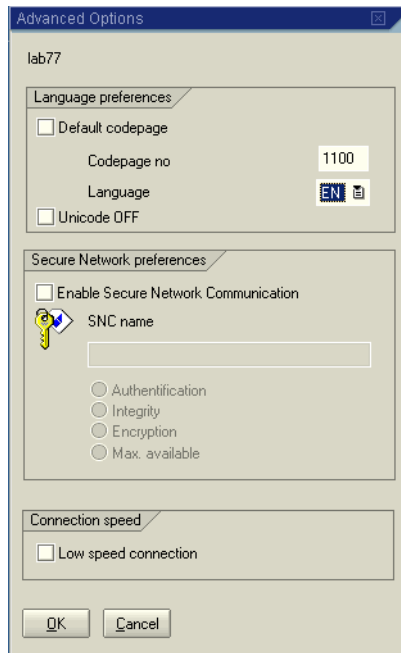 Advanced Options
lab77
Language preferences
Default codepage
Codepage no 1100
Language EN
Unicode OFF
Secure Network preferences
Enable Secure Network Communication
SNC name
Authentification
Integrity
Encryption
Max. available
Connection speed
Low speed connection
OK Cancel